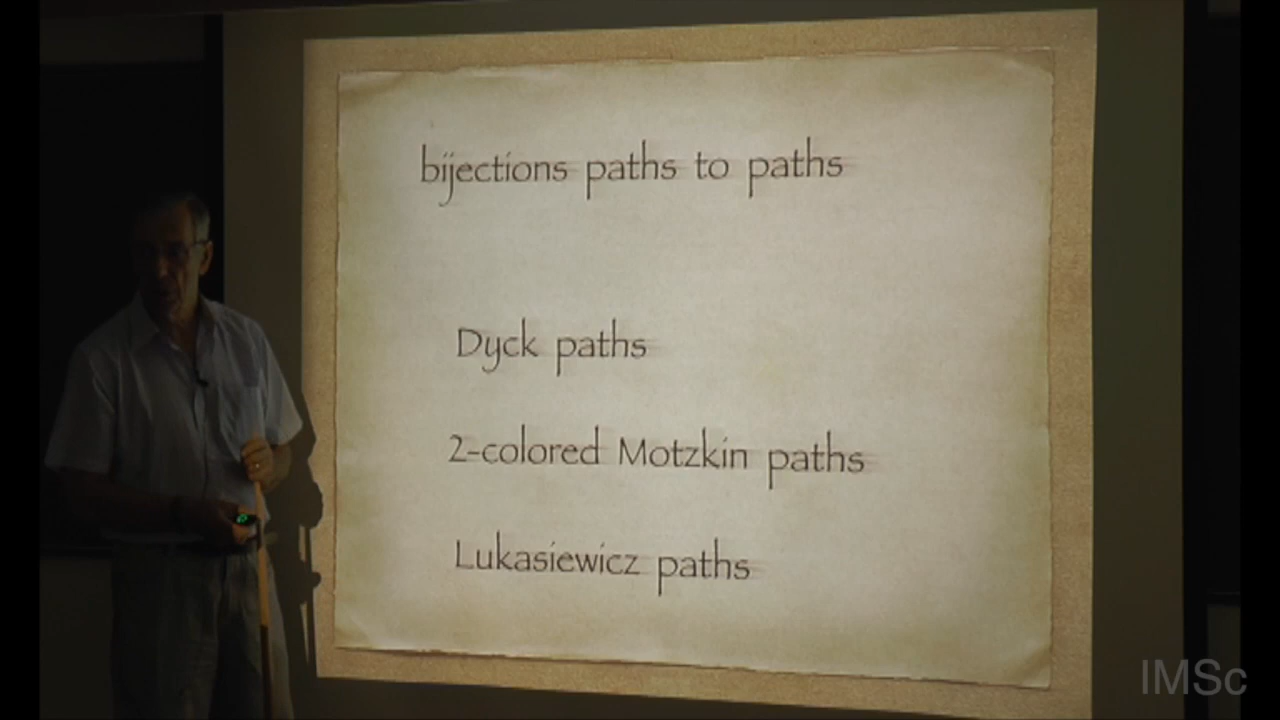 bijections paths to paths
Dyck paths
2-colored Motzkin paths
Lukasiewicz paths
IMSc